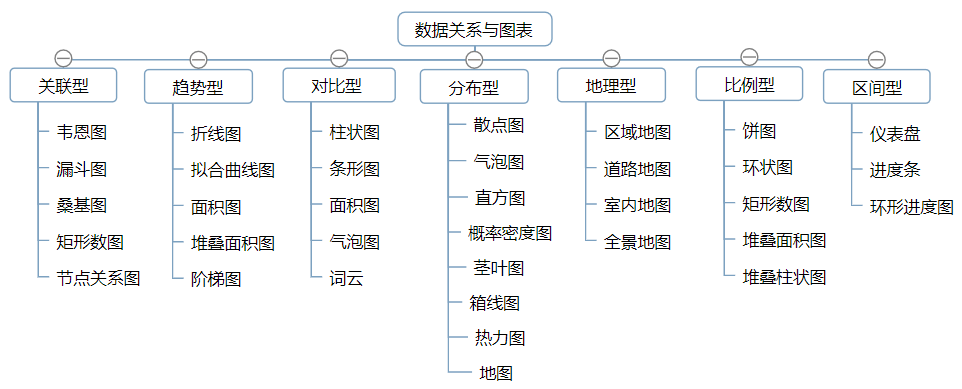 数据关系与图表
关联型
韦恩图
漏斗图
桑基图
矩形数图
节点关系图
趋势型
折线图
拟合曲线图
面积图
堆叠面积图
阶梯图
对比型
柱状图
条形图
面积图
气泡图
词云
分布型
散点图
气泡图
直方图
概率密度图
茎叶图
箱线图
热力图
地图
地理型
区域地图
道路地图
室内地图
全景地图
比例型
饼图
环状图
矩形数图
堆叠面积图
堆叠柱状图
区间型
仪表盘
进度条
环形进度图